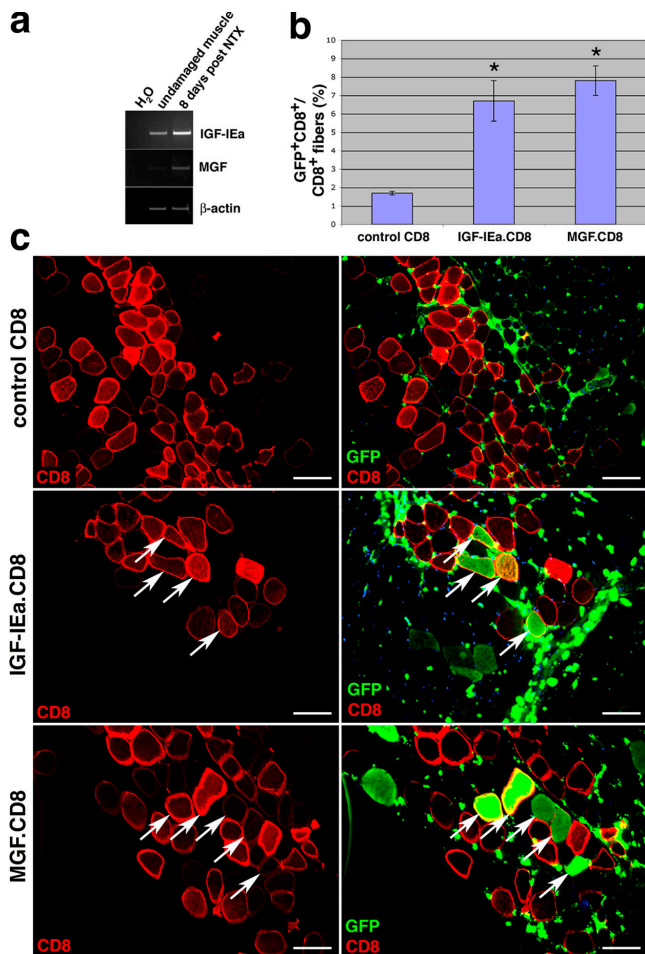 a
H₂O
undamaged muscle
8 days post NTX
IGF-IEa
MGF
β-actin
b
GFP⁺CD8⁺/
CD8⁺ fibers (%)
10
9
8
7
6
5
4
3
2
1
0
*
*
control CD8
IGF-IEa.CD8
MGF.CD8
c
control CD8
CD8
GFP
CD8
IGF-IEa.CD8
CD8
GFP
CD8
MGF.CD8
CD8
GFP
CD8